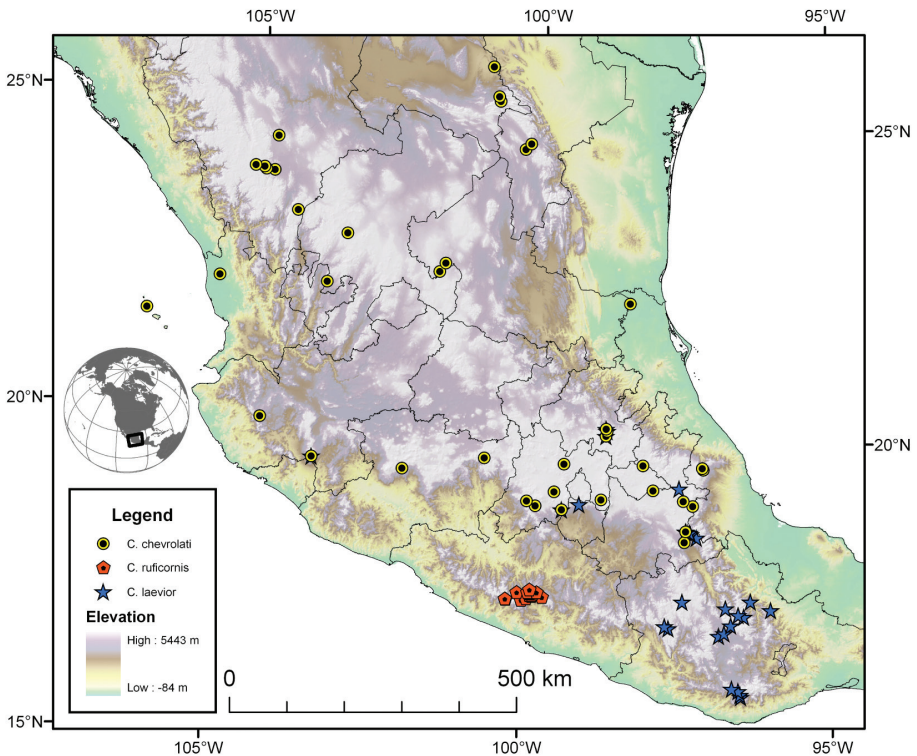 105°W
100°W
95°W
25°N
25°N
20°N
20°N
15°N
Legend
C. chevrolati
C. ruficornis
C. laevior
Elevation
High : 5443 m
Low : -84 m
0
500 km
105°W
100°W
95°W